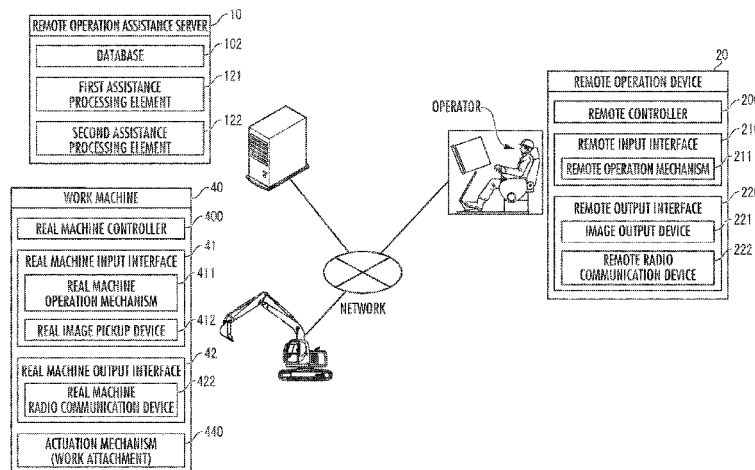 REMOTE OPERATION ASSISTANCE SERVER
10
DATABASE
102
FIRST ASSISTANCE
PROCESSING ELEMENT
121
SECOND ASSISTANCE
PROCESSING ELEMENT
122
WORK MACHINE
40
REAL MACHINE CONTROLLER
400
REAL MACHINE INPUT INTERFACE
41
REAL MACHINE
OPERATION MECHANISM
411
REAL IMAGE PICKUP DEVICE
412
REAL MACHINE OUTPUT INTERFACE
42
REAL MACHINE
RADIO COMMUNICATION DEVICE
422
ACTUATION MECHANISM
(WORK ATTACHMENT)
440
OPERATOR
NETWORK
20
REMOTE OPERATION DEVICE
REMOTE CONTROLLER
200
REMOTE INPUT INTERFACE
210
REMOTE OPERATION MECHANISM
211
REMOTE OUTPUT INTERFACE
220
IMAGE OUTPUT DEVICE
221
REMOTE RADIO
COMMUNICATION DEVICE
222